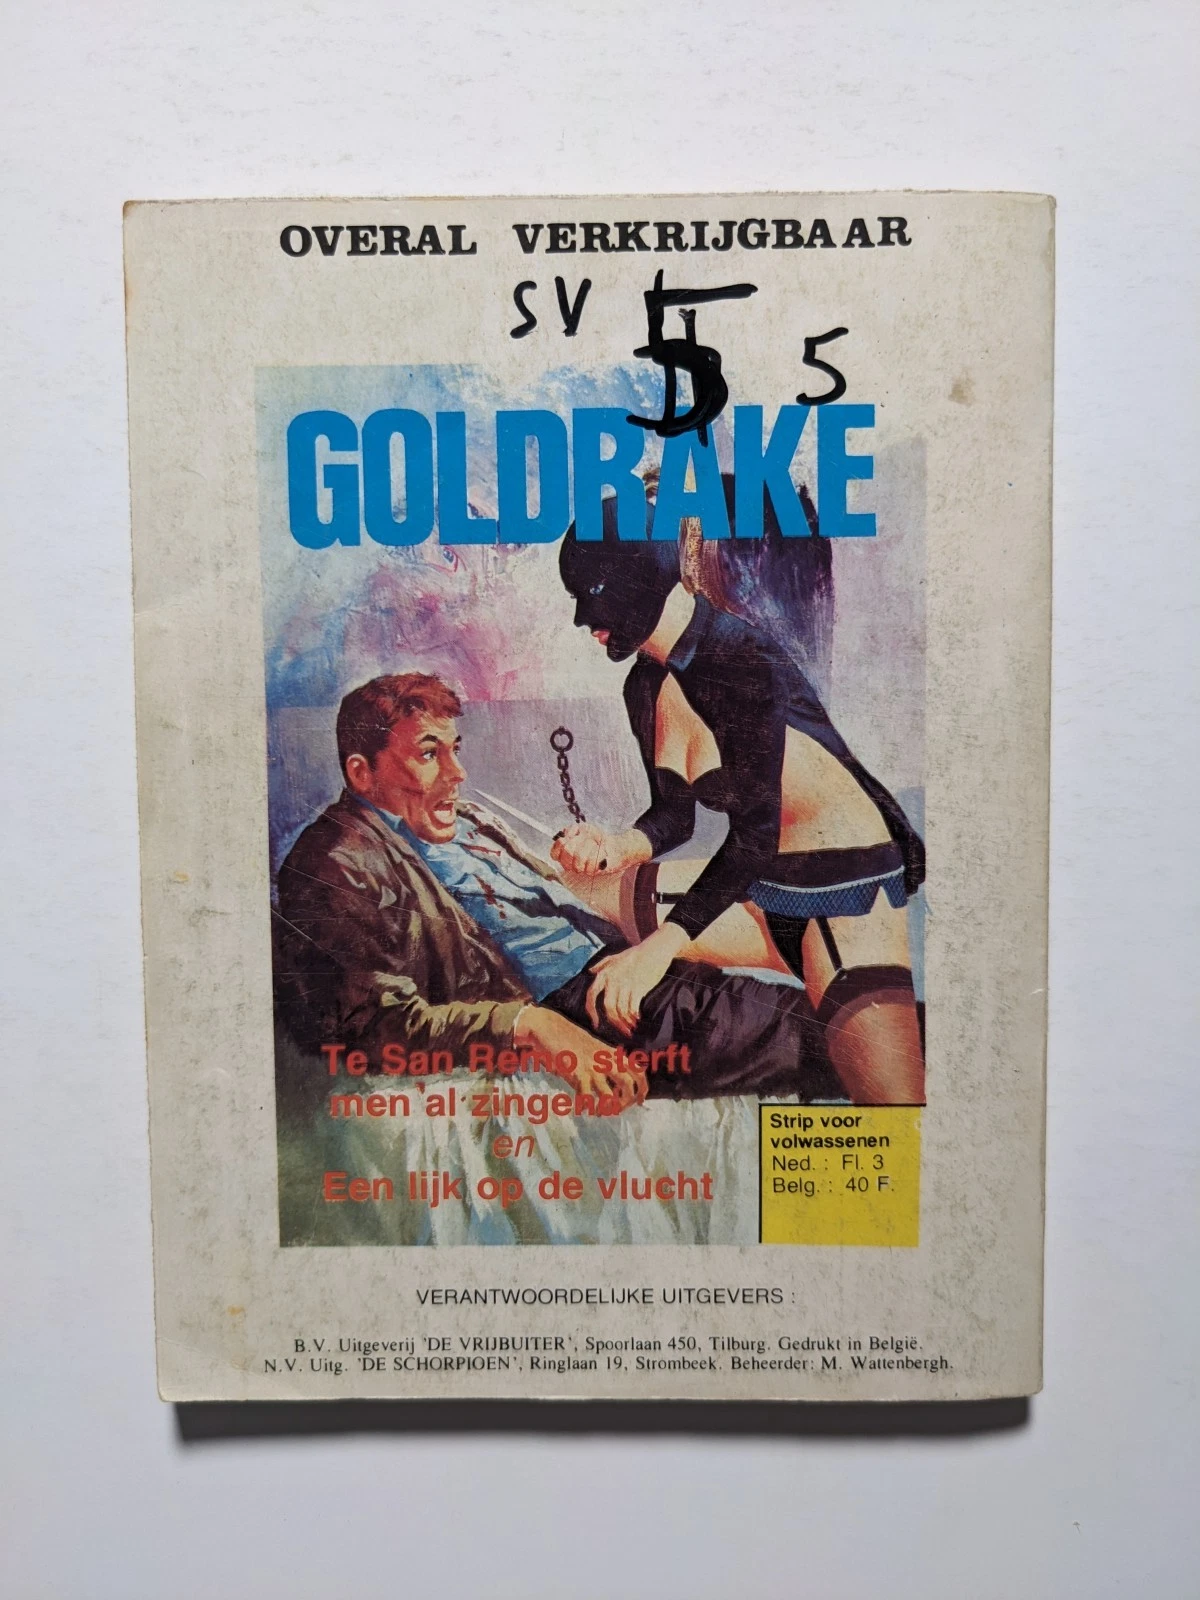 OVERAL VERKRIJGBAAR
SV 5 5
GOLDRAKE
Te San Remo sterft
men 'al zingend'
en
Een lijk op de vlucht
Strip voor
volwassenen
Ned. : Fl. 3
Belg. : 40 F.
VERANTWOORDELIJKE UITGEVERS :
B.V. Uitgeverij 'DE VRIJBUITER', Spoorlaan 450, Tilburg. Gedrukt in België.
N.V. Uitg. 'DE SCHORPIOEN', Ringlaan 19, Strombeek. Beheerder: M. Wattenbergh.